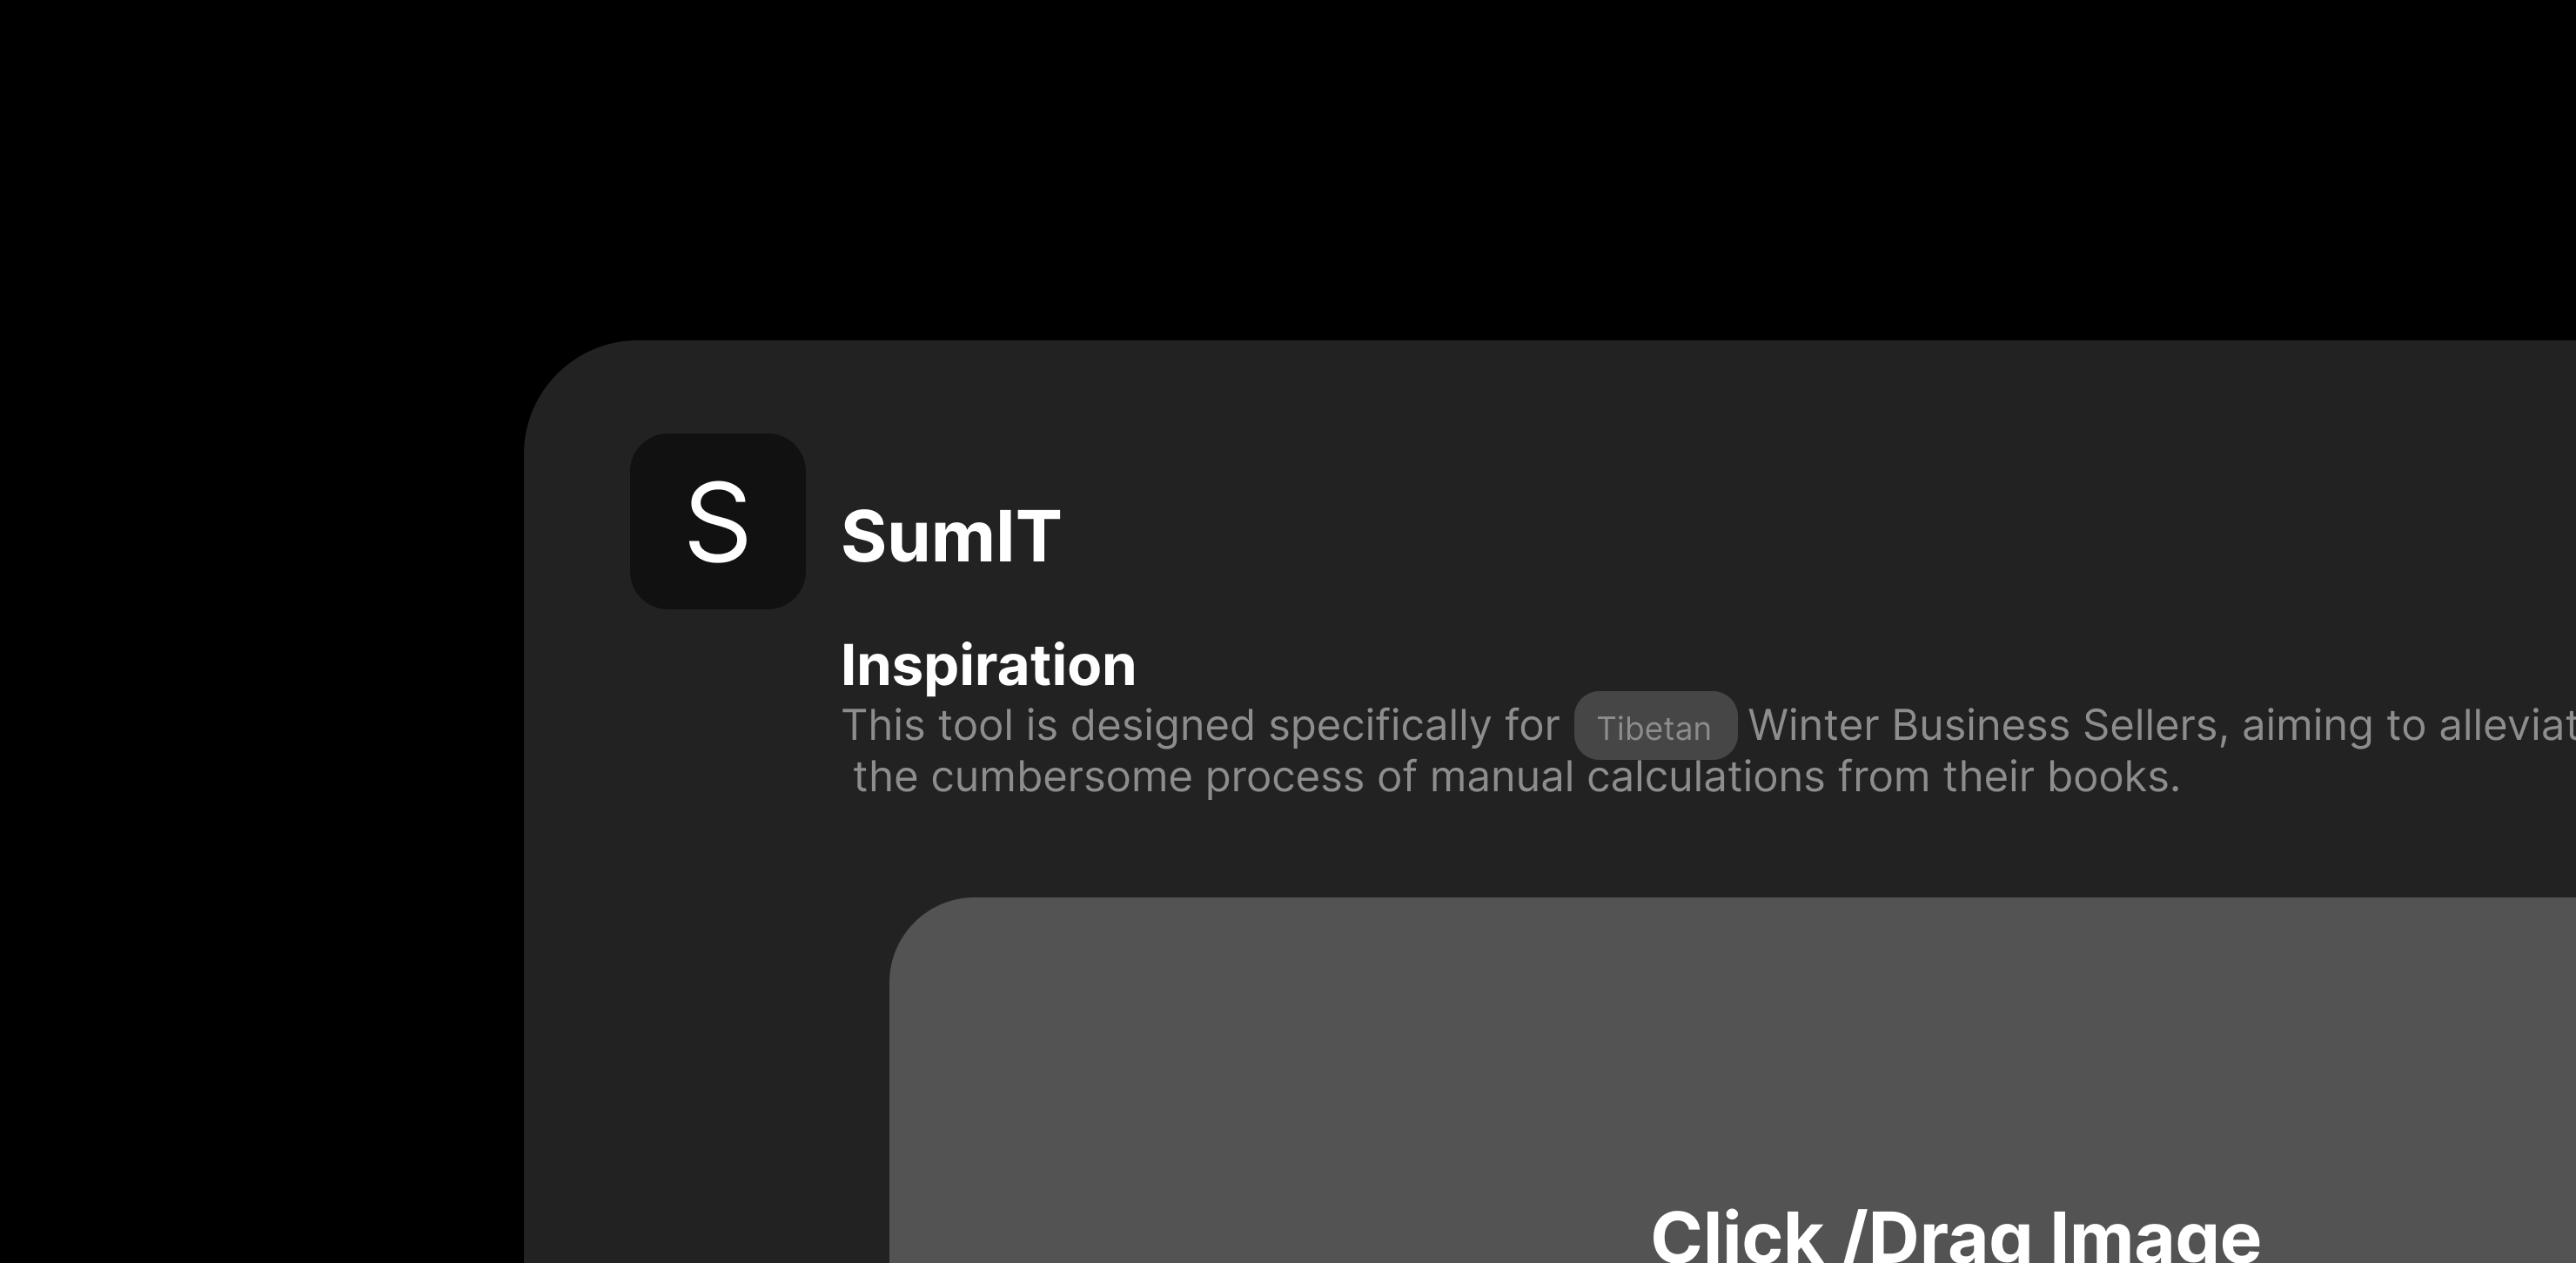 S
SumIT
Inspiration
This tool is designed specifically for Tibetan Winter Business Sellers, aiming to alleviat
the cumbersome process of manual calculations from their books.
Click /Drag Image